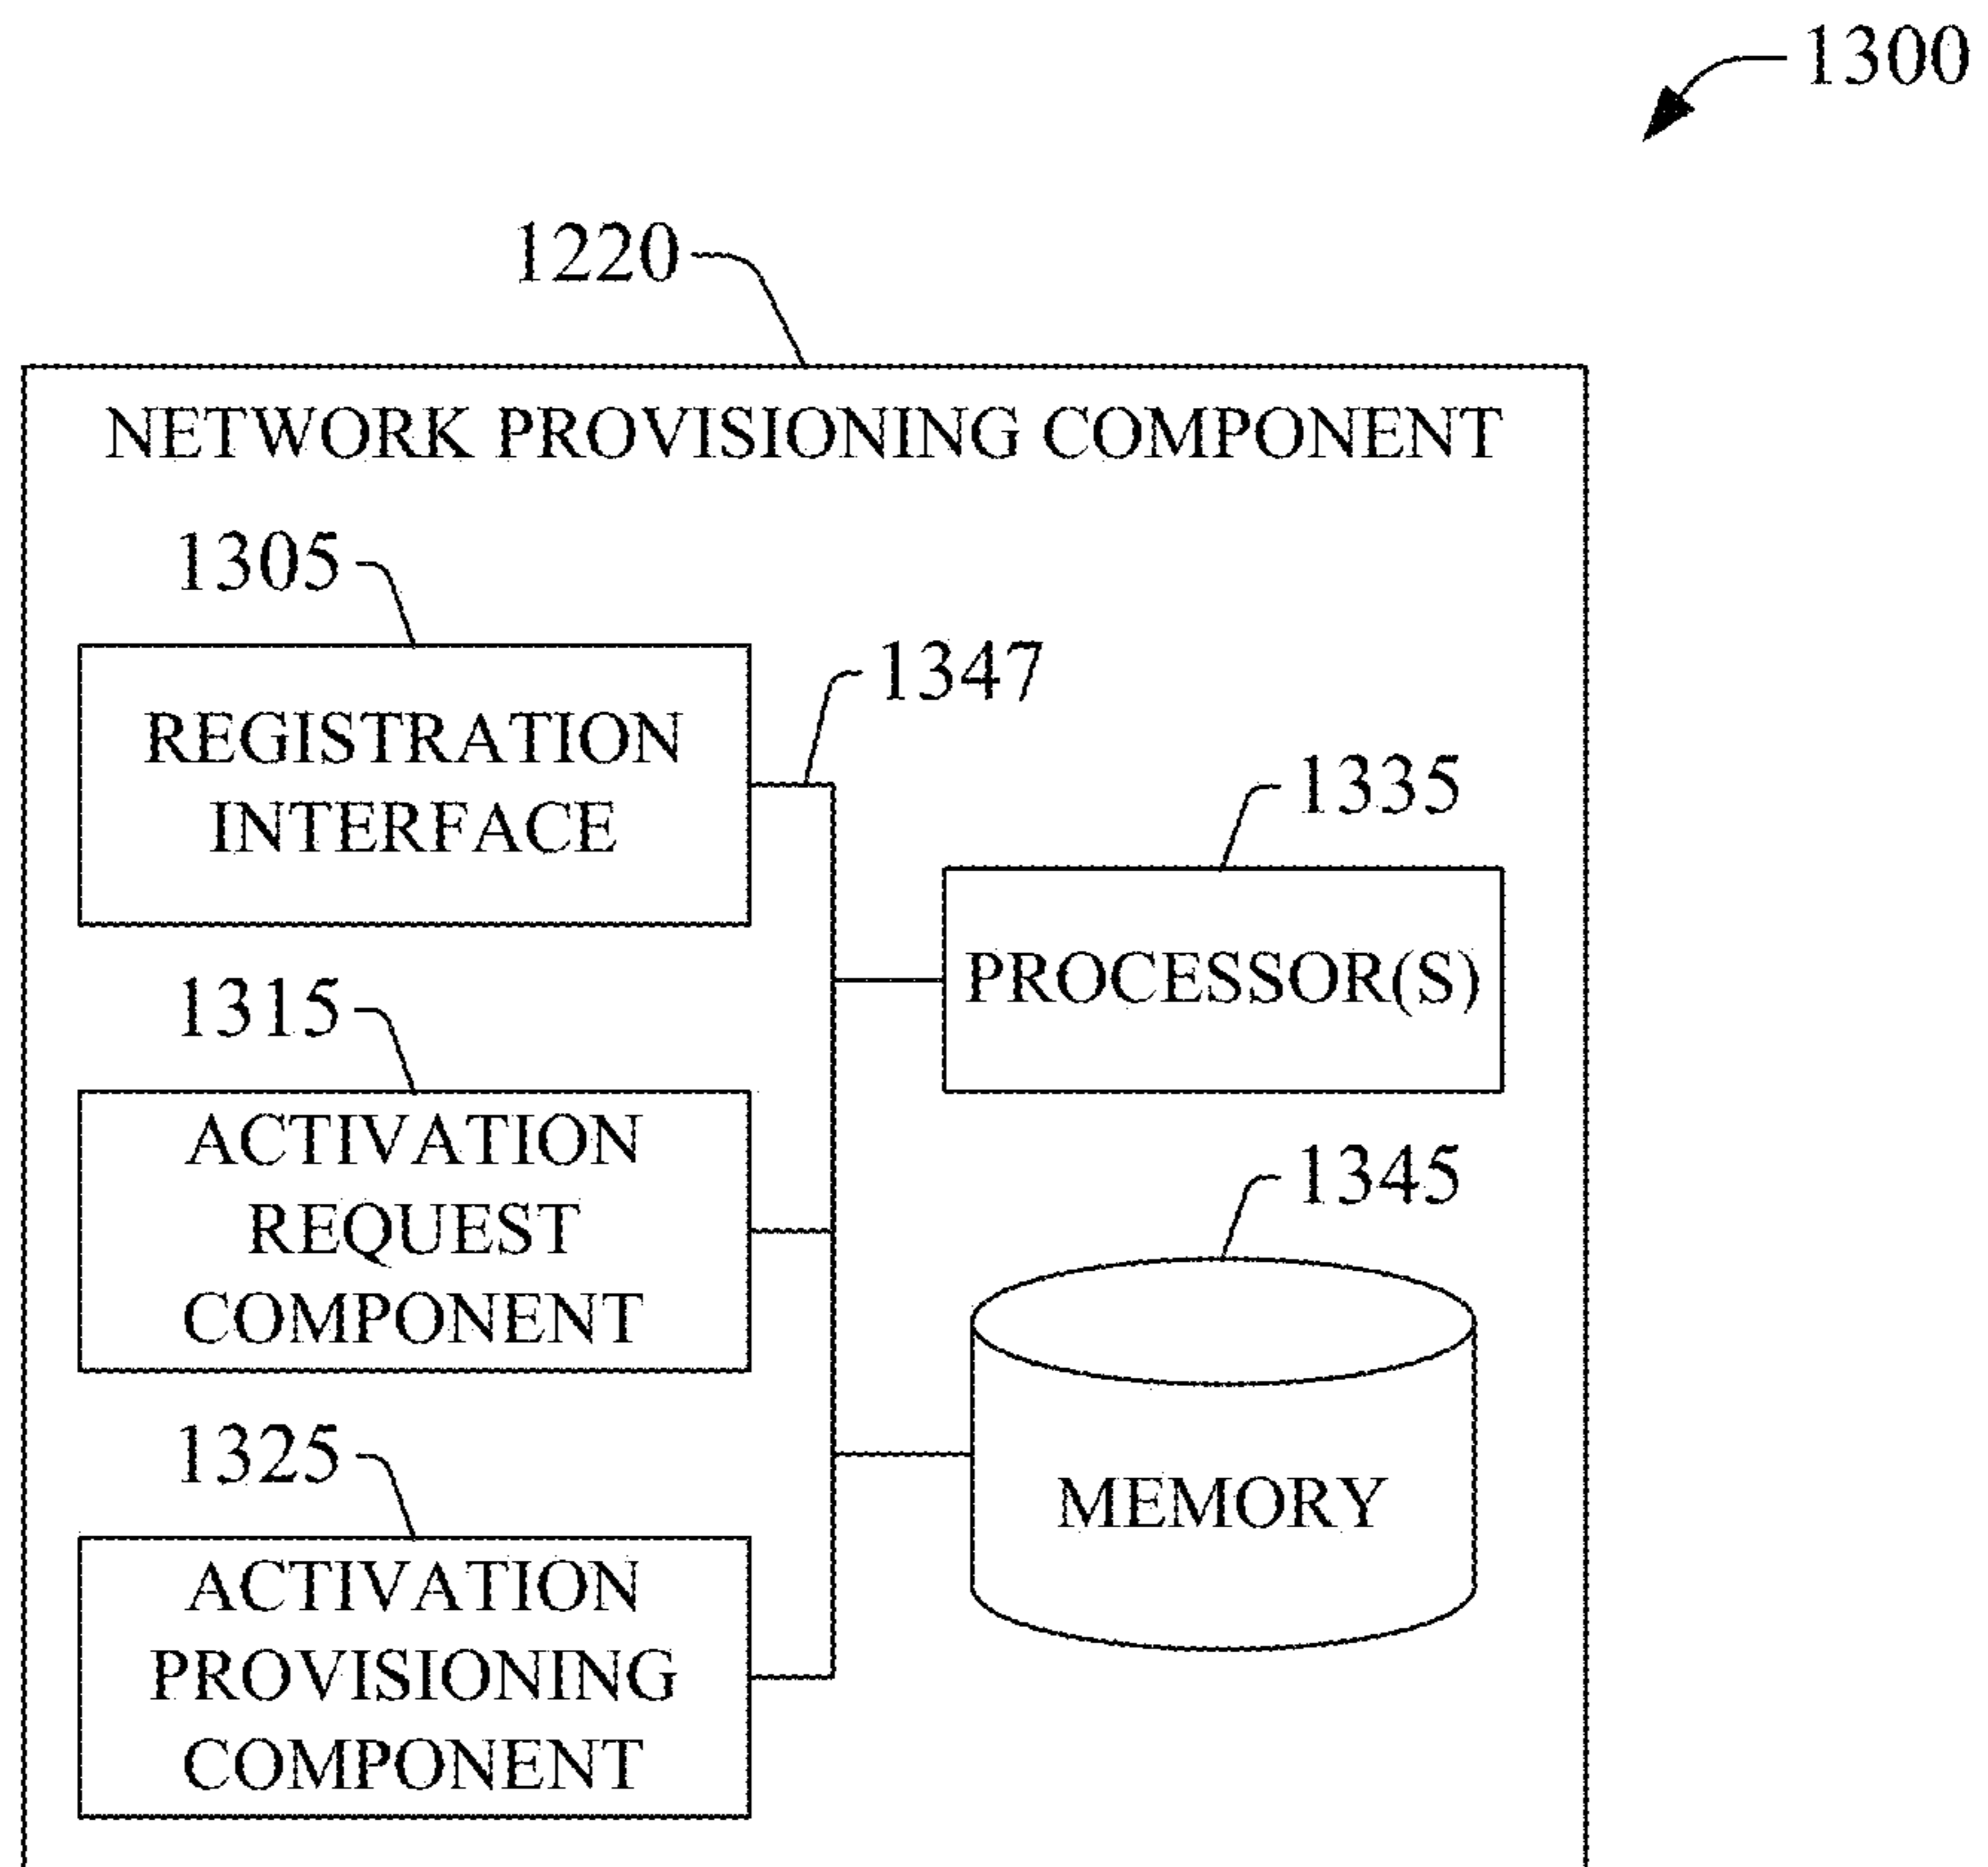 1300
1220
NETWORK PROVISIONING COMPONENT
1305
REGISTRATION
INTERFACE
1347
1335
PROCESSOR(S)
1315
ACTIVATION
REQUEST
COMPONENT
1345
MEMORY
1325
ACTIVATION
PROVISIONING
COMPONENT